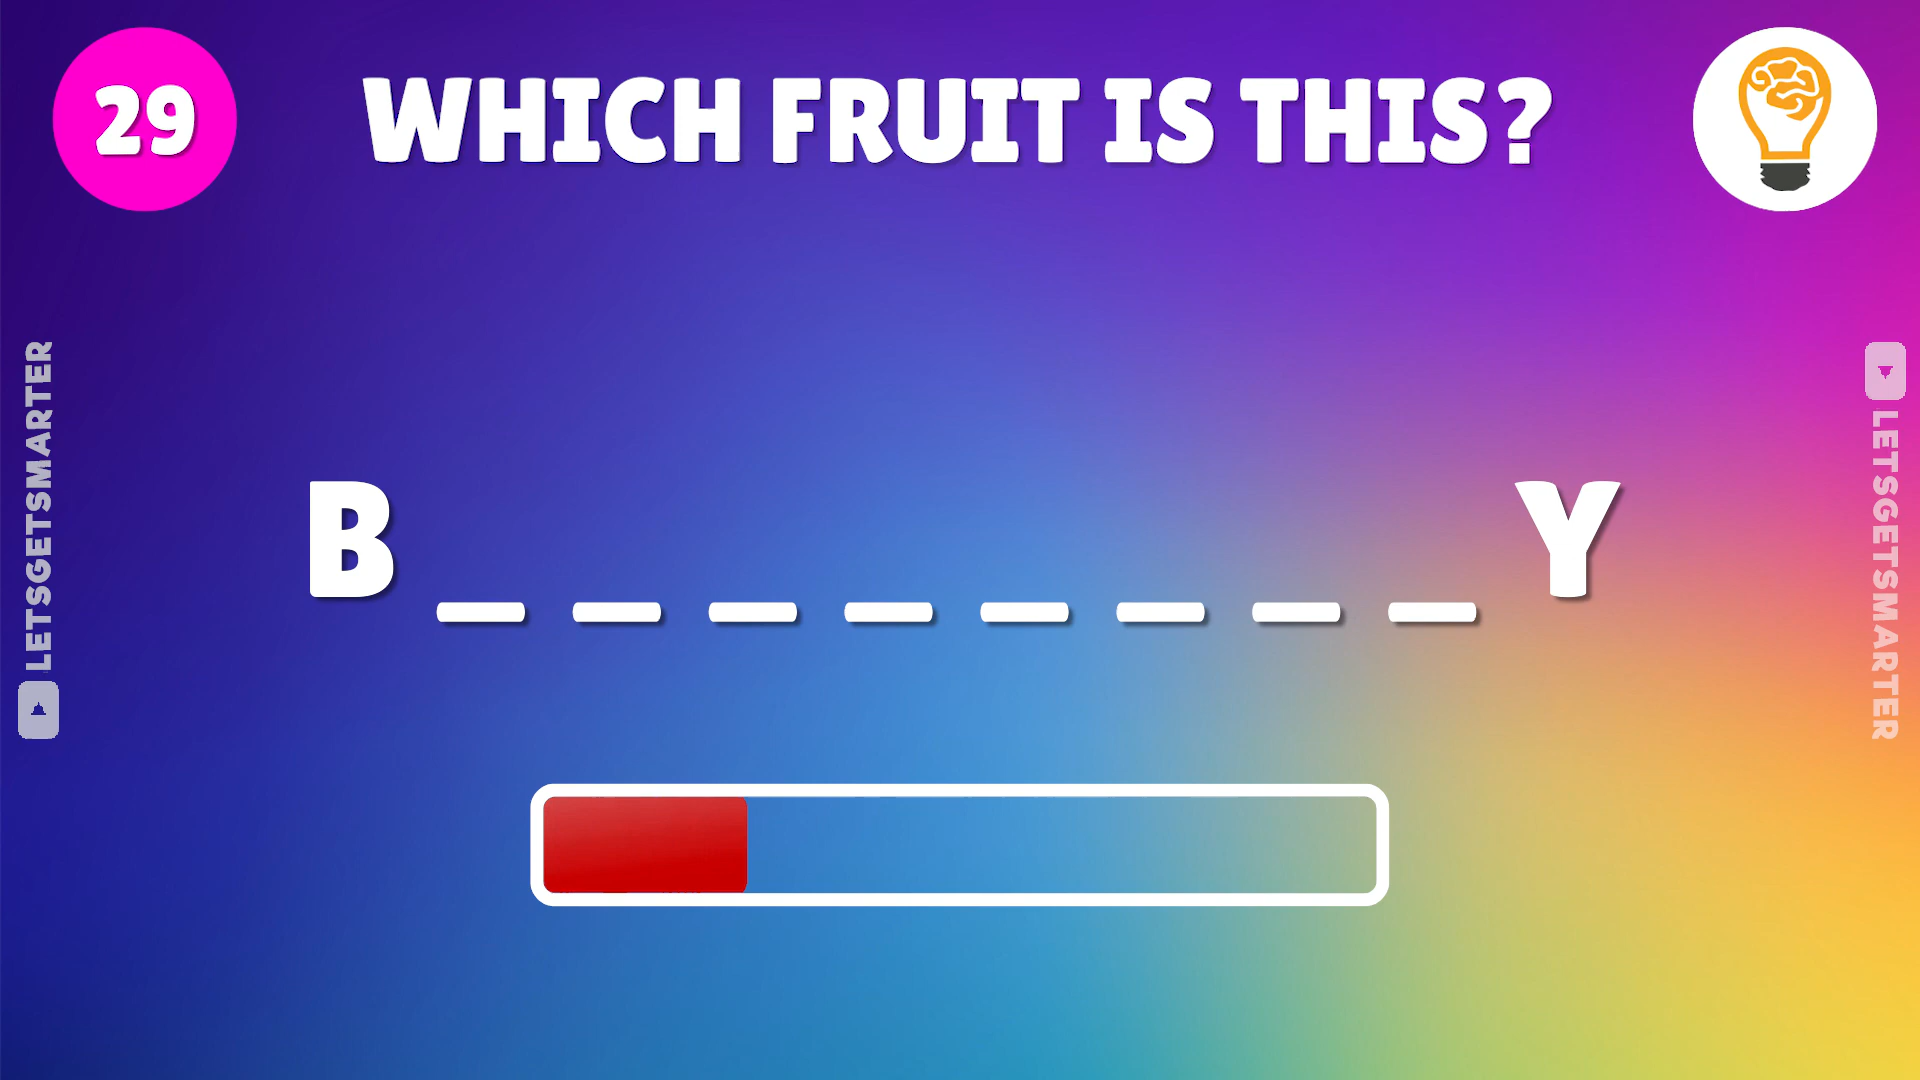 29
WHICH FRUIT IS THIS?
B _ _ _ _ _ _ _ _ Y
LETSGETSMARTER
LETSGETSMARTER